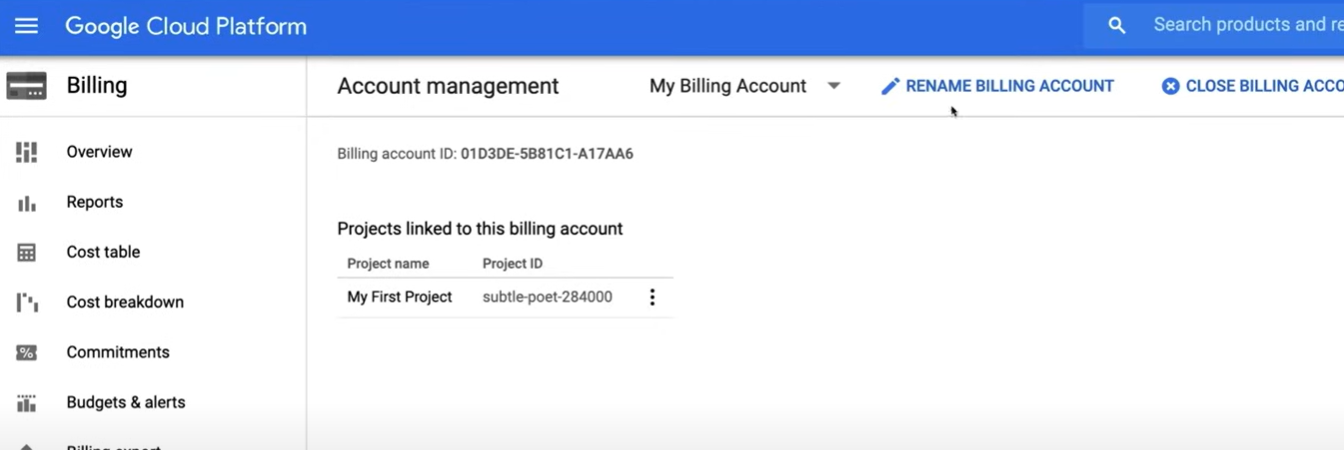 Google Cloud Platform
Search products and re
Billing
Account management
My Billing Account
RENAME BILLING ACCOUNT
CLOSE BILLING ACCO
Overview
Reports
Cost table
Cost breakdown
Commitments
Budgets & alerts
Billing account ID: 01D3DE-5B81C1-A17AA6
Projects linked to this billing account
Project name Project ID
My First Project subtle-poet-284000